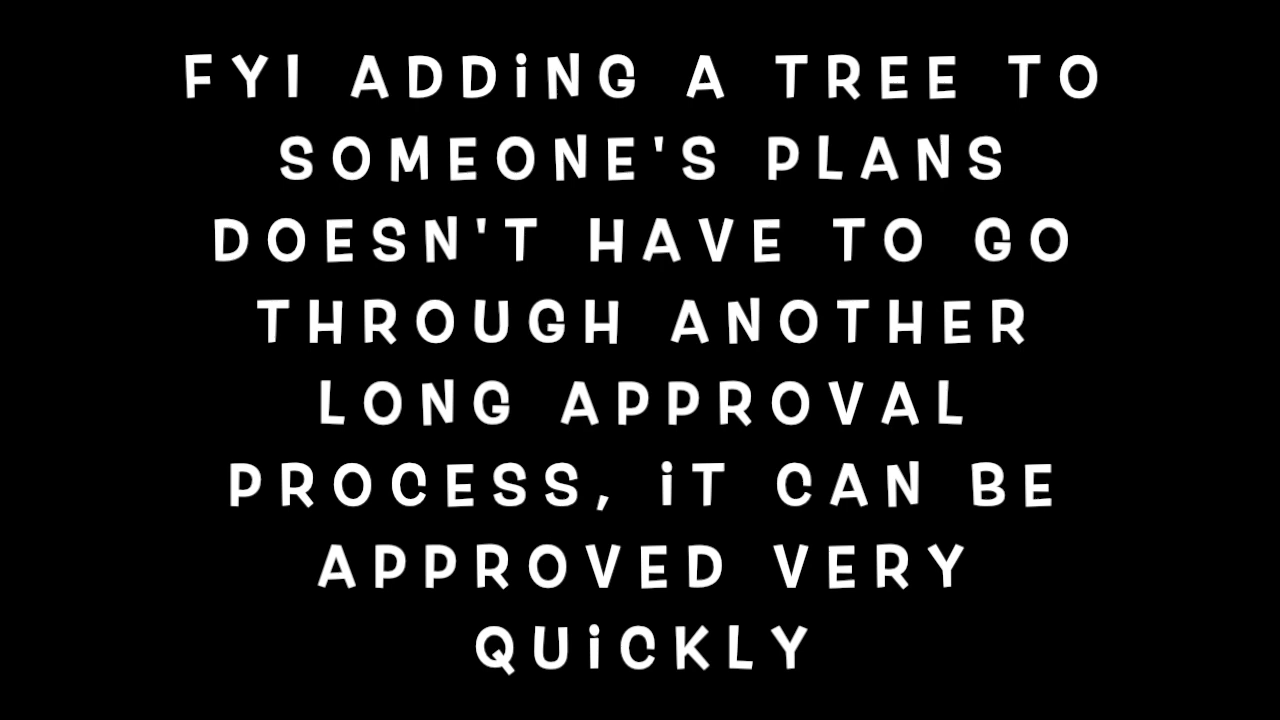 FYI ADDiNG A TREE TO
SOMEONE'S PLANS
DOESN'T HAVE TO GO
THROUGH ANOTHER
LONG APPROVAL
PROCESS, iT CAN BE
APPROVED VERY
QUiCKLY